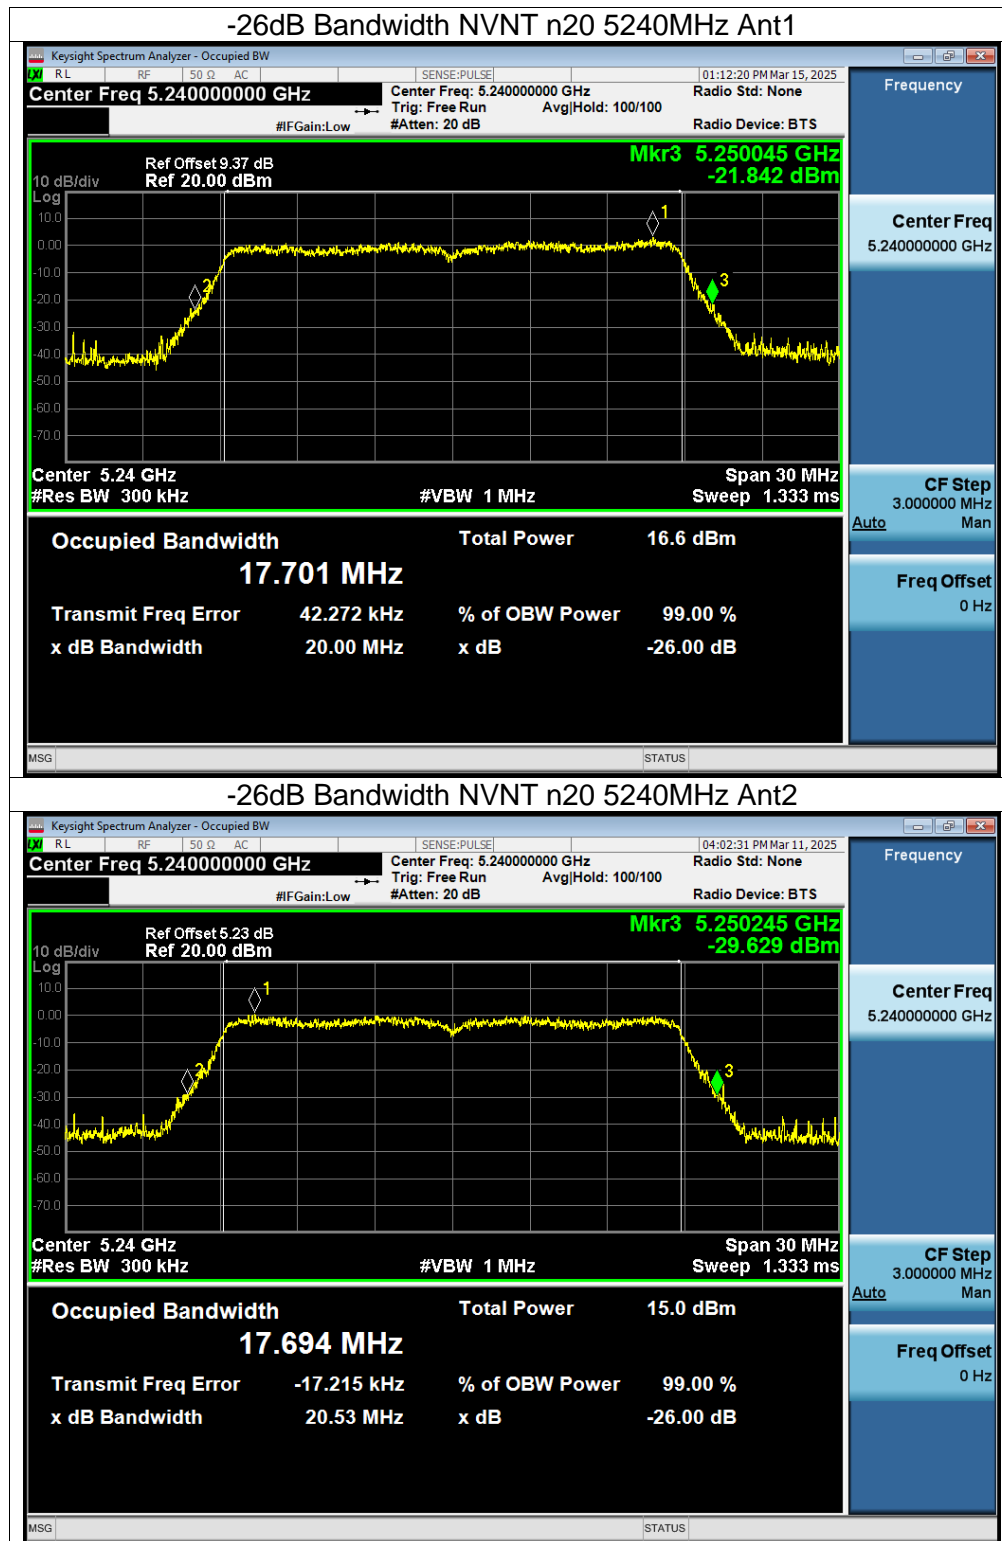 -26dB Bandwidth NVNT n20 5240MHz Ant1
Keysight Spectrum Analyzer - Occupied BW
LXI RL RF 50 Ω AC SENSE:PULSE 01:12:20 PM Mar 15, 2025
Center Freq 5.240000000 GHz Center Freq: 5.240000000 GHz Radio Std: None
Trig: Free Run Avg|Hold: 100/100
#IFGain:Low #Atten: 20 dB Radio Device: BTS
Frequency
Mkr3 5.250045 GHz
-21.842 dBm
Ref Offset 9.37 dB
10 dB/div Ref 20.00 dBm
Log
10.0
0.00
-10.0
-20.0
-30.0
-40.0
-50.0
-60.0
-70.0
1
2
3
Center Freq
5.240000000 GHz
Center 5.24 GHz Span 30 MHz
#Res BW 300 kHz #VBW 1 MHz Sweep 1.333 ms
CF Step
3.000000 MHz
Auto Man
Occupied Bandwidth Total Power 16.6 dBm
17.701 MHz
Freq Offset
0 Hz
Transmit Freq Error 42.272 kHz % of OBW Power 99.00 %
x dB Bandwidth 20.00 MHz x dB -26.00 dB
MSG STATUS
-26dB Bandwidth NVNT n20 5240MHz Ant2
Keysight Spectrum Analyzer - Occupied BW
LXI RL RF 50 Ω AC SENSE:PULSE 04:02:31 PM Mar 11, 2025
Center Freq 5.240000000 GHz Center Freq: 5.240000000 GHz Radio Std: None
Trig: Free Run Avg|Hold: 100/100
#IFGain:Low #Atten: 20 dB Radio Device: BTS
Frequency
Mkr3 5.250245 GHz
-29.629 dBm
Ref Offset 5.23 dB
10 dB/div Ref 20.00 dBm
Log
10.0
0.00
-10.0
-20.0
-30.0
-40.0
-50.0
-60.0
-70.0
1
2
3
Center Freq
5.240000000 GHz
Center 5.24 GHz Span 30 MHz
#Res BW 300 kHz #VBW 1 MHz Sweep 1.333 ms
CF Step
3.000000 MHz
Auto Man
Occupied Bandwidth Total Power 15.0 dBm
17.694 MHz
Freq Offset
0 Hz
Transmit Freq Error -17.215 kHz % of OBW Power 99.00 %
x dB Bandwidth 20.53 MHz x dB -26.00 dB
MSG STATUS